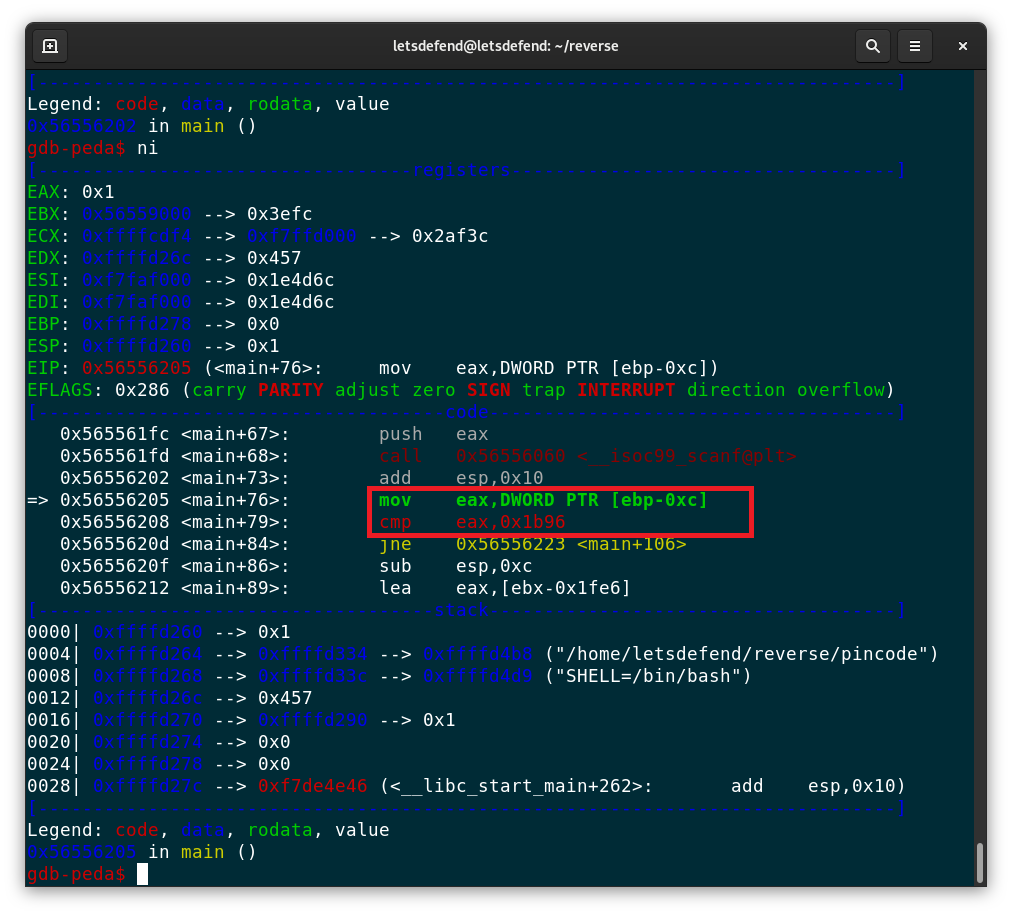 letsdefend@letsdefend: ~/reverse
[------------------------------------------------------------------------------]
Legend: code, data, rodata, value
0x56556202 in main ()
gdb-peda$ ni
[----------------------------------registers-----------------------------------]
EAX: 0x1
EBX: 0x56559000 --> 0x3efc
ECX: 0xffffcdf4 --> 0xf7ffd000 --> 0x2af3c
EDX: 0xffffd26c --> 0x457
ESI: 0xf7faf000 --> 0x1e4d6c
EDI: 0xf7faf000 --> 0x1e4d6c
EBP: 0xffffd278 --> 0x0
ESP: 0xffffd260 --> 0x1
EIP: 0x56556205 (<main+76>: mov eax,DWORD PTR [ebp-0xc])
EFLAGS: 0x286 (carry PARITY adjust zero SIGN trap INTERRUPT direction overflow)
[-------------------------------------code-------------------------------------]
0x565561fc <main+67>: push eax
0x565561fd <main+68>: call 0x56556060 <__isoc99_scanf@plt>
0x56556202 <main+73>: add esp,0x10
=> 0x56556205 <main+76>: mov eax,DWORD PTR [ebp-0xc]
0x56556208 <main+79>: cmp eax,0x1b96
0x5655620d <main+84>: jne 0x56556223 <main+106>
0x5655620f <main+86>: sub esp,0xc
0x56556212 <main+89>: lea eax,[ebx-0x1fe6]
[------------------------------------stack-------------------------------------]
0000| 0xffffd260 --> 0x1
0004| 0xffffd264 --> 0xffffd334 --> 0xffffd4b8 ("/home/letsdefend/reverse/pincode")
0008| 0xffffd268 --> 0xffffd33c --> 0xffffd4d9 ("SHELL=/bin/bash")
0012| 0xffffd26c --> 0x457
0016| 0xffffd270 --> 0xffffd290 --> 0x1
0020| 0xffffd274 --> 0x0
0024| 0xffffd278 --> 0x0
0028| 0xffffd27c --> 0xf7de4e46 (<__libc_start_main+262>: add esp,0x10)
[------------------------------------------------------------------------------]
Legend: code, data, rodata, value
0x56556205 in main ()
gdb-peda$